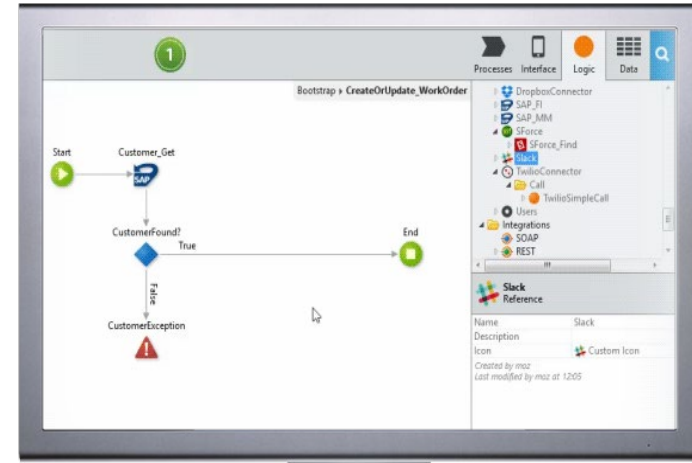 1
Processes Interface Logic Data
Bootstrap CreateOrUpdate_WorkOrder
DropboxConnector
SAP_FI
SAP_MM
SForce
SForce_Find
Slack
TwilioConnector
Call
TwilioSimpleCall
Users
Integrations
SOAP
REST
Start
Customer_Get
SAP
CustomerFound?
True
End
False
CustomerException
Slack
Reference
Name Slack
Description
Icon Custom Icon
Created by moz
Last modified by moz at 12:05